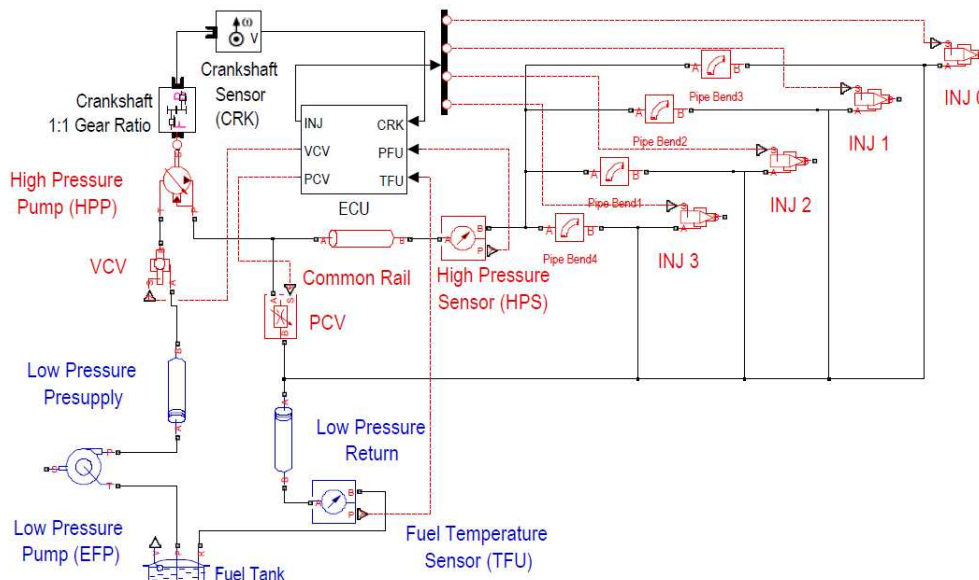 ω
V
Crankshaft
Sensor
(CRK)
Crankshaft
1:1 Gear Ratio
INJ
VCV
PCV
CRK
PFU
TFU
ECU
High Pressure
Pump (HPP)
VCV
Common Rail
High Pressure
Sensor (HPS)
PCV
Pipe Bend3
Pipe Bend2
Pipe Bend1
Pipe Bend4
INJ 0
INJ 1
INJ 2
INJ 3
A
B
A
B
A
B
A
B
A
B
A
B
P
A
S
B
Low Pressure
Presupply
B
A
Low Pressure
Return
A
B
P
S
T
A
B
P
Low Pressure
Pump (EFP)
Fuel Temperature
Sensor (TFU)
Fuel Tank